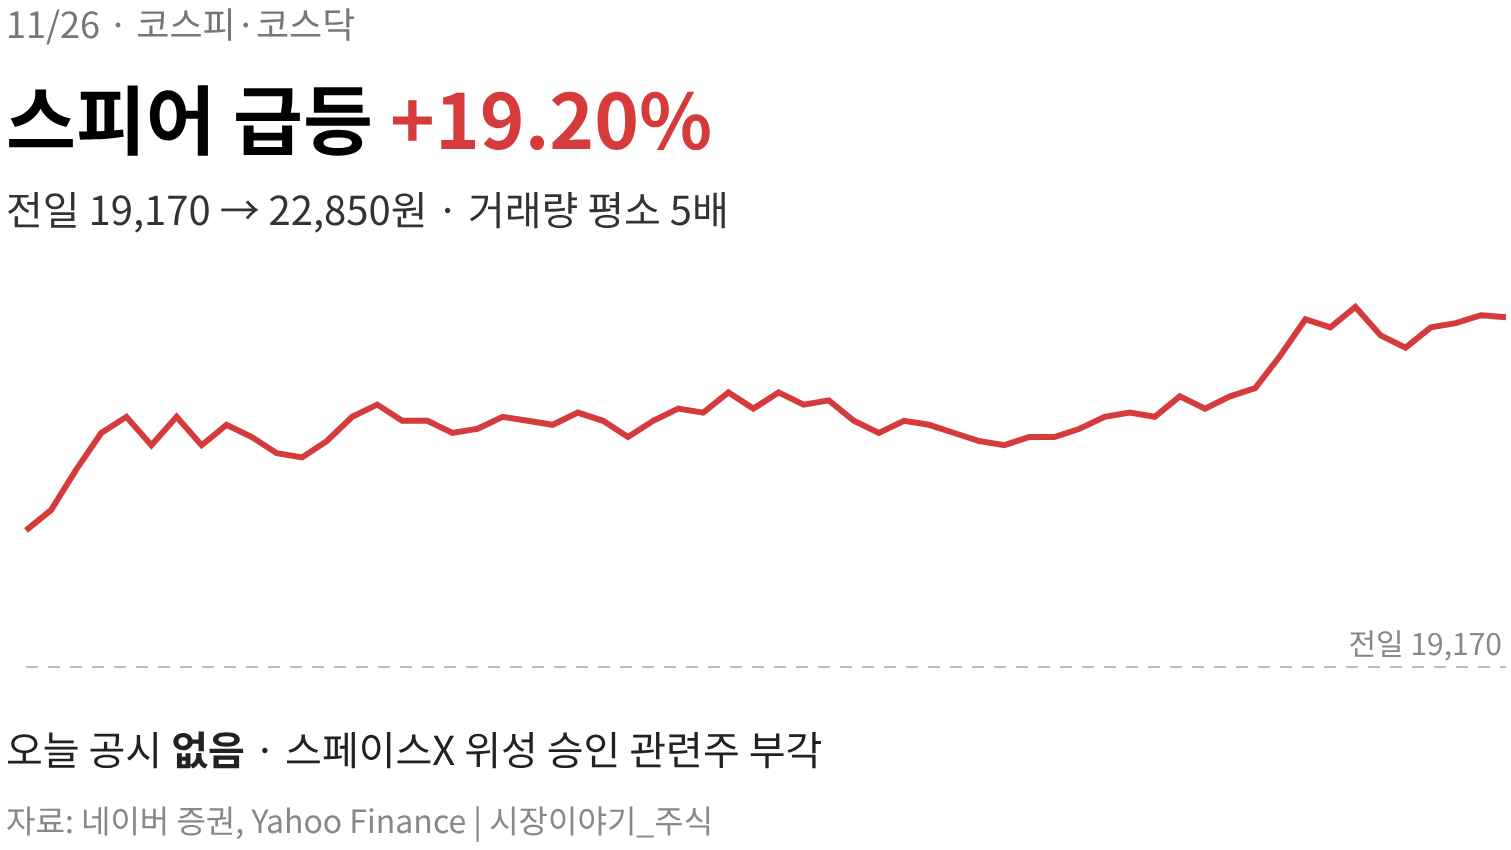 11/26 · 코스피·코스닥
스피어 급등 +19.20%
전일 19,170 → 22,850원 · 거래량 평소 5배
전일 19,170
오늘 공시 없음 · 스페이스X 위성 승인 관련주 부각
자료: 네이버 증권, Yahoo Finance | 시장이야기_주식